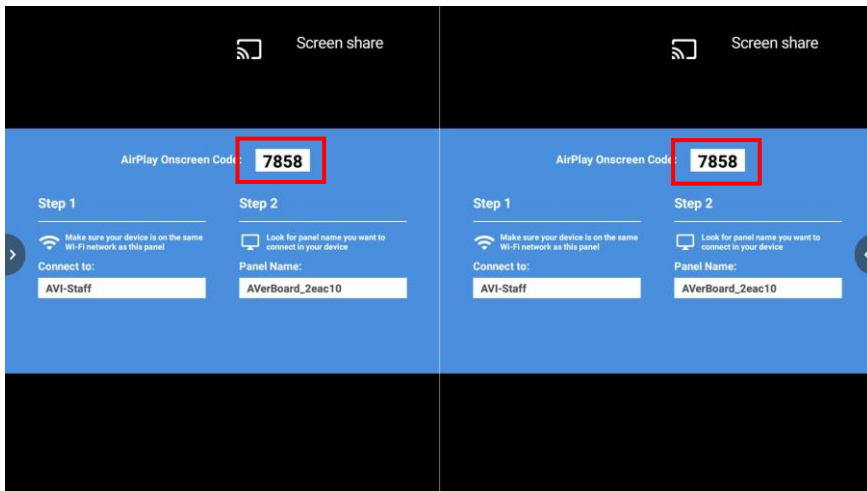 Screen share
AirPlay Onscreen Code: 7858
Step 1
Make sure your device is on the same
Wi-Fi network as this panel
Connect to:
AVI-Staff
Step 2
Look for panel name you want to
connect in your device
Panel Name:
AVerBoard_2eac10
Screen share
AirPlay Onscreen Code: 7858
Step 1
Make sure your device is on the same
Wi-Fi network as this panel
Connect to:
AVI-Staff
Step 2
Look for panel name you want to
connect in your device
Panel Name:
AVerBoard_2eac10